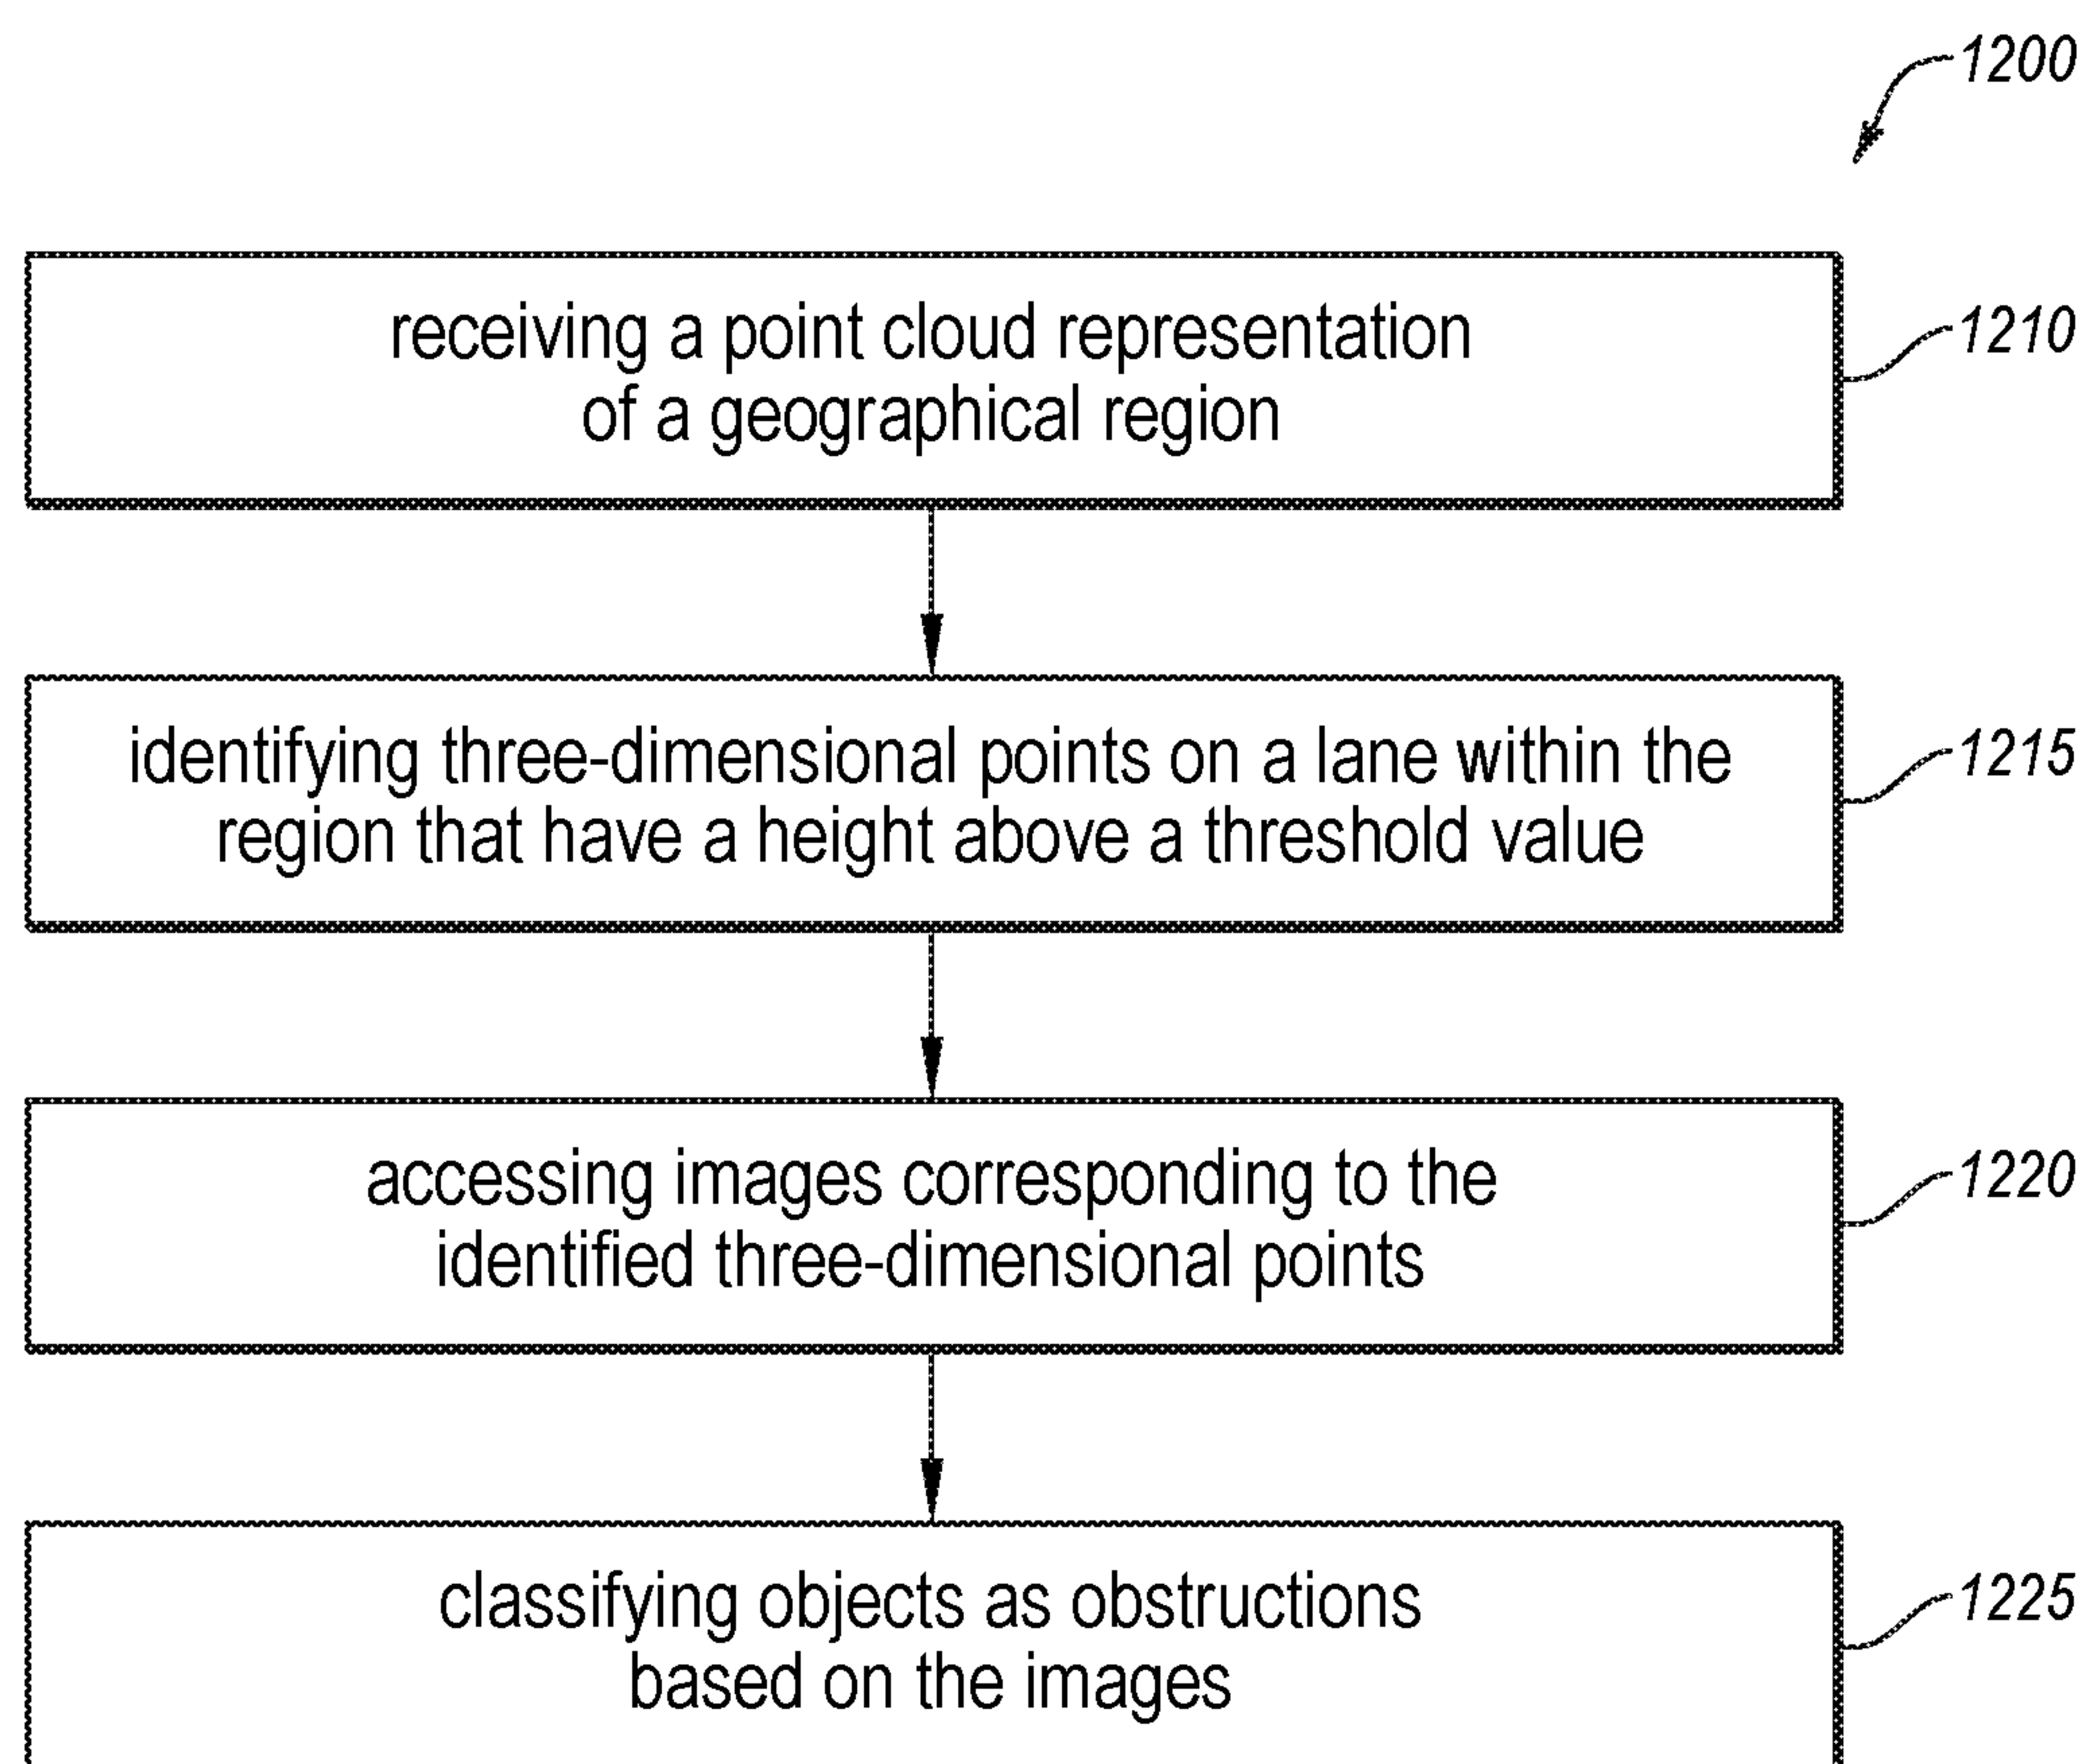 1200
receiving a point cloud representation
of a geographical region
1210
identifying three-dimensional points on a lane within the
region that have a height above a threshold value
1215
accessing images corresponding to the
identified three-dimensional points
1220
classifying objects as obstructions
based on the images
1225